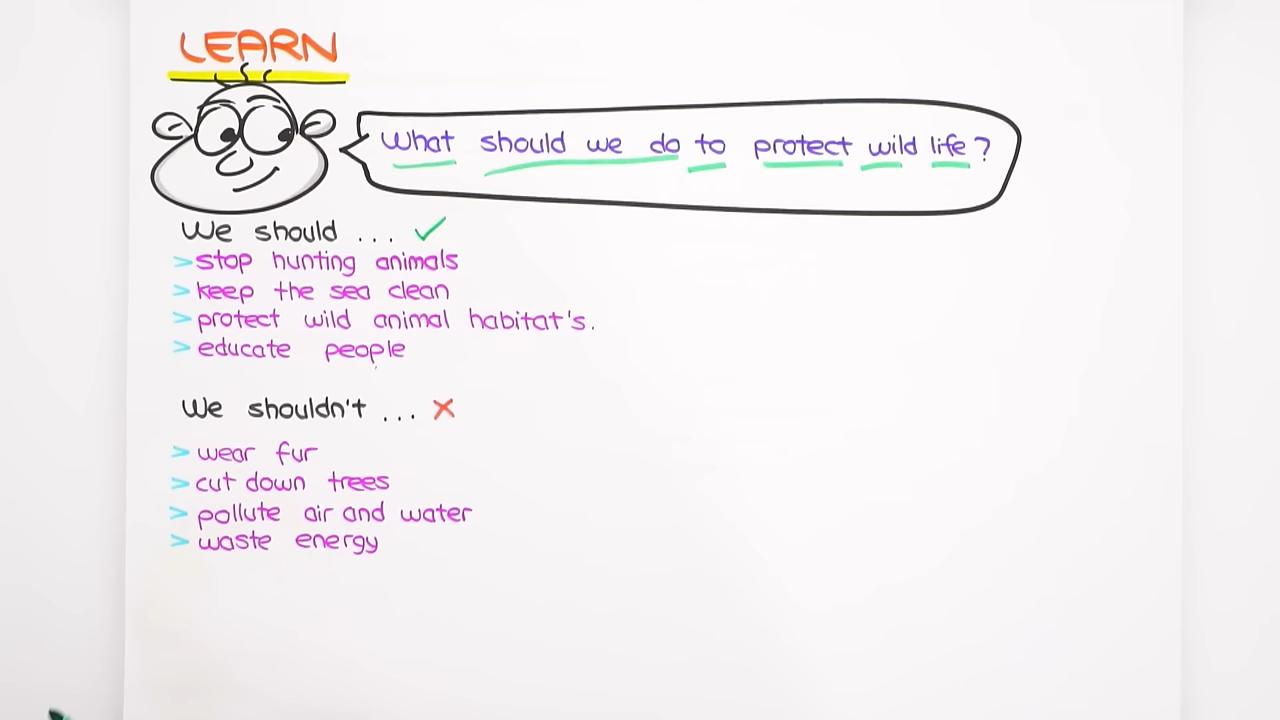 LEARN
What should we do to protect wild life?
We should ... ✓
> stop hunting animals
> keep the sea clean
> protect wild animal habitat's.
> educate people
We shouldn't ... ✗
> wear fur
> cut down trees
> pollute air and water
> waste energy